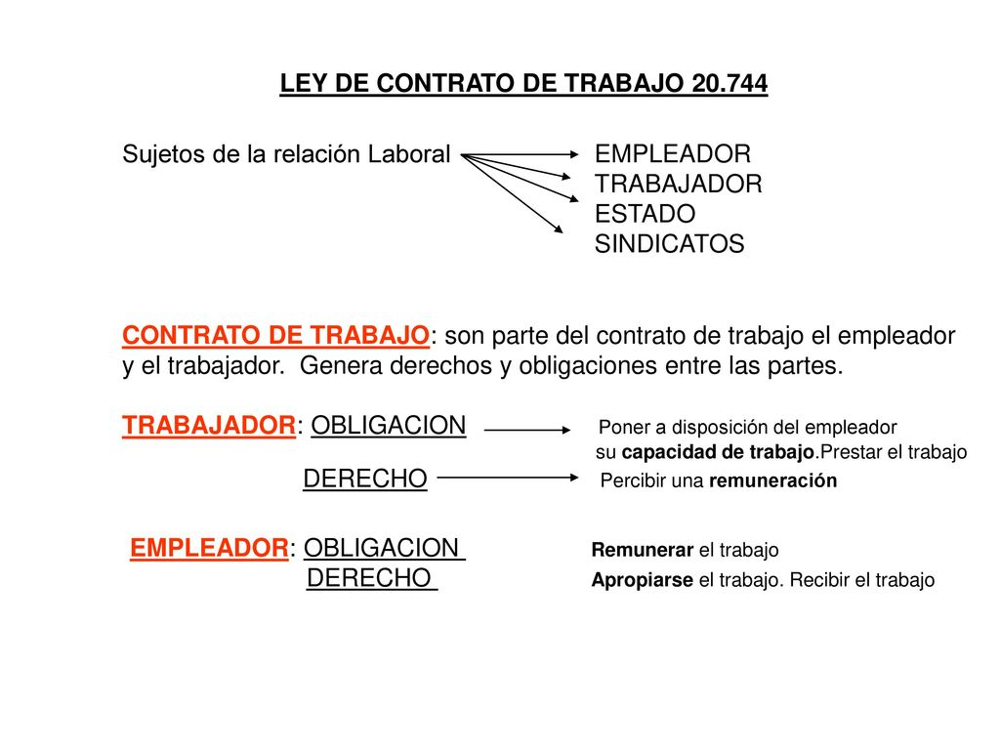 LEY DE CONTRATO DE TRABAJO 20.744
Sujetos de la relación Laboral EMPLEADOR
TRABAJADOR
ESTADO
SINDICATOS
CONTRATO DE TRABAJO: son parte del contrato de trabajo el empleador
y el trabajador. Genera derechos y obligaciones entre las partes.
TRABAJADOR: OBLIGACION Poner a disposición del empleador
su capacidad de trabajo.Prestar el trabajo
DERECHO Percibir una remuneración
EMPLEADOR: OBLIGACION Remunerar el trabajo
DERECHO Apropiarse el trabajo. Recibir el trabajo